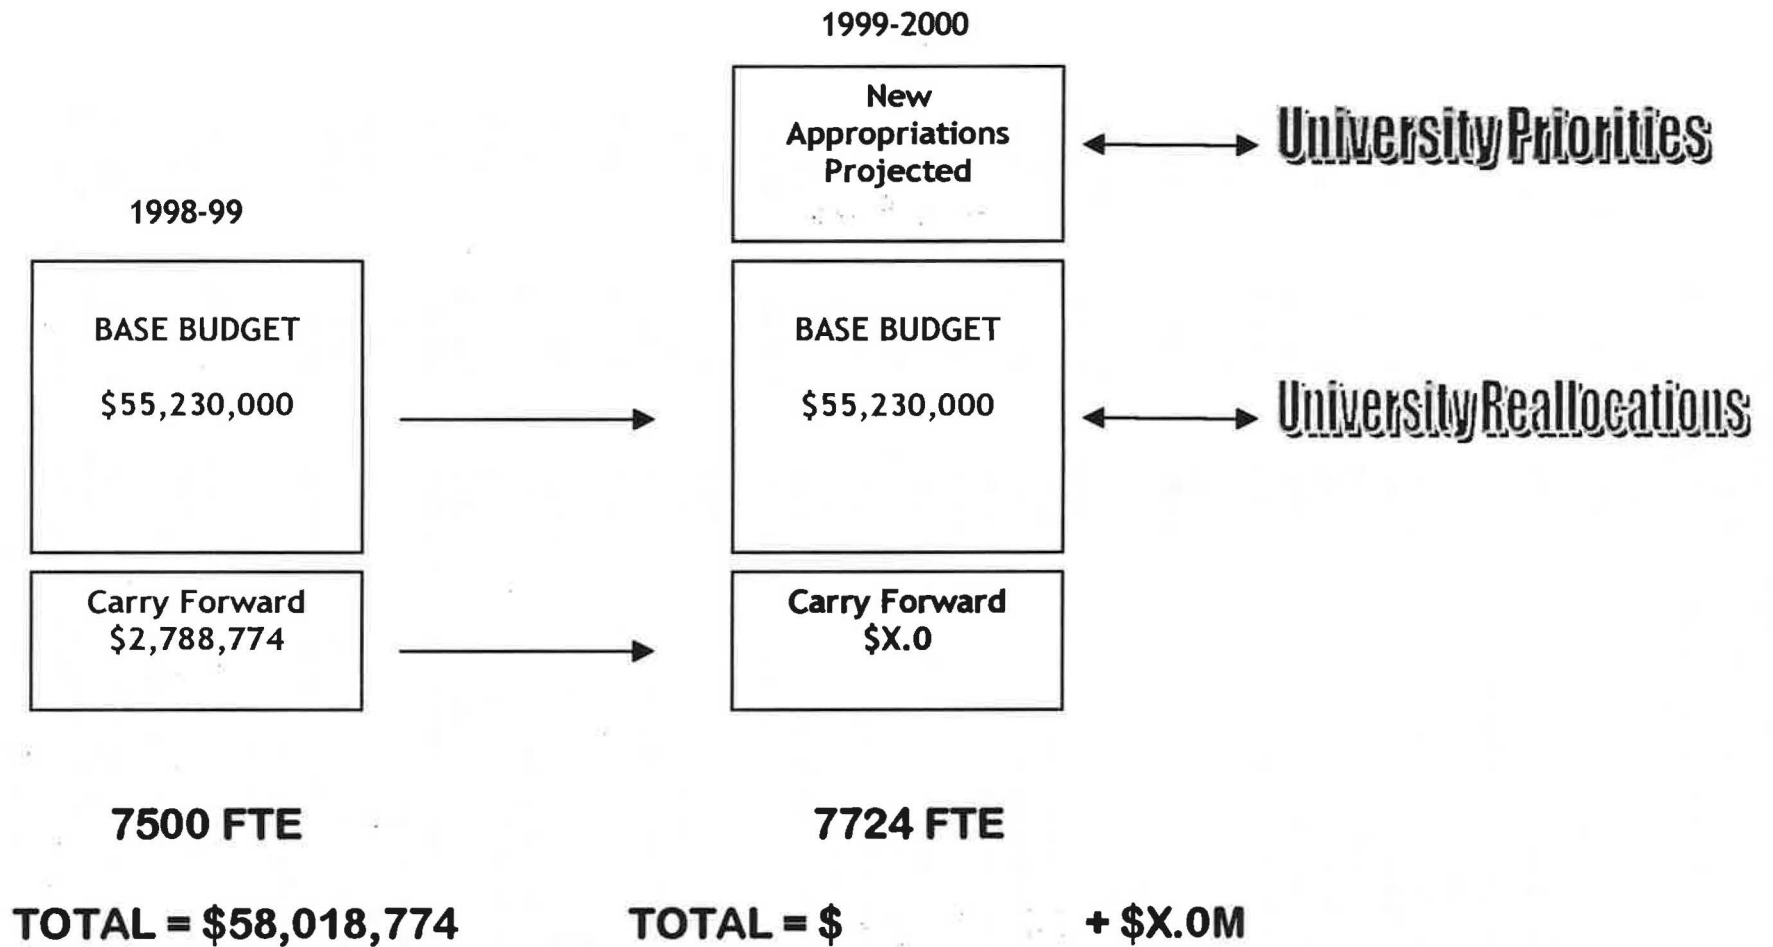 1999-2000
New
Appropriations
Projected
University Priorities
1998-99
BASE BUDGET
$55,230,000
BASE BUDGET
$55,230,000
University Reallocations
Carry Forward
$2,788,774
Carry Forward
$X.0
7500 FTE
7724 FTE
TOTAL = $58,018,774
TOTAL = $ + $X.0M